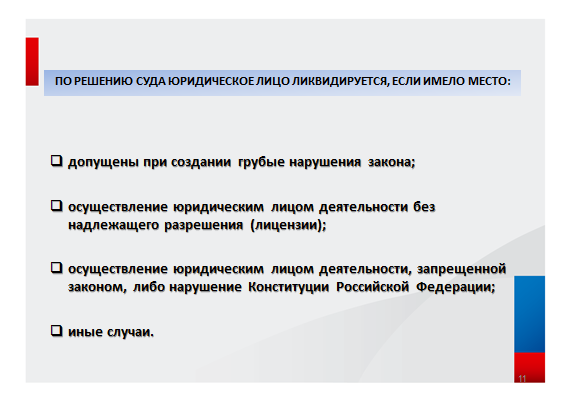 ПО РЕШЕНИЮ СУДА ЮРИДИЧЕСКОЕ ЛИЦО ЛИКВИДИРУЕТСЯ, ЕСЛИ ИМЕЛО МЕСТО:
допущены при создании грубые нарушения закона;
осуществление юридическим лицом деятельности без
надлежащего разрешения (лицензии);
осуществление юридическим лицом деятельности, запрещенной
законом, либо нарушение Конституции Российской Федерации;
иные случаи.
11